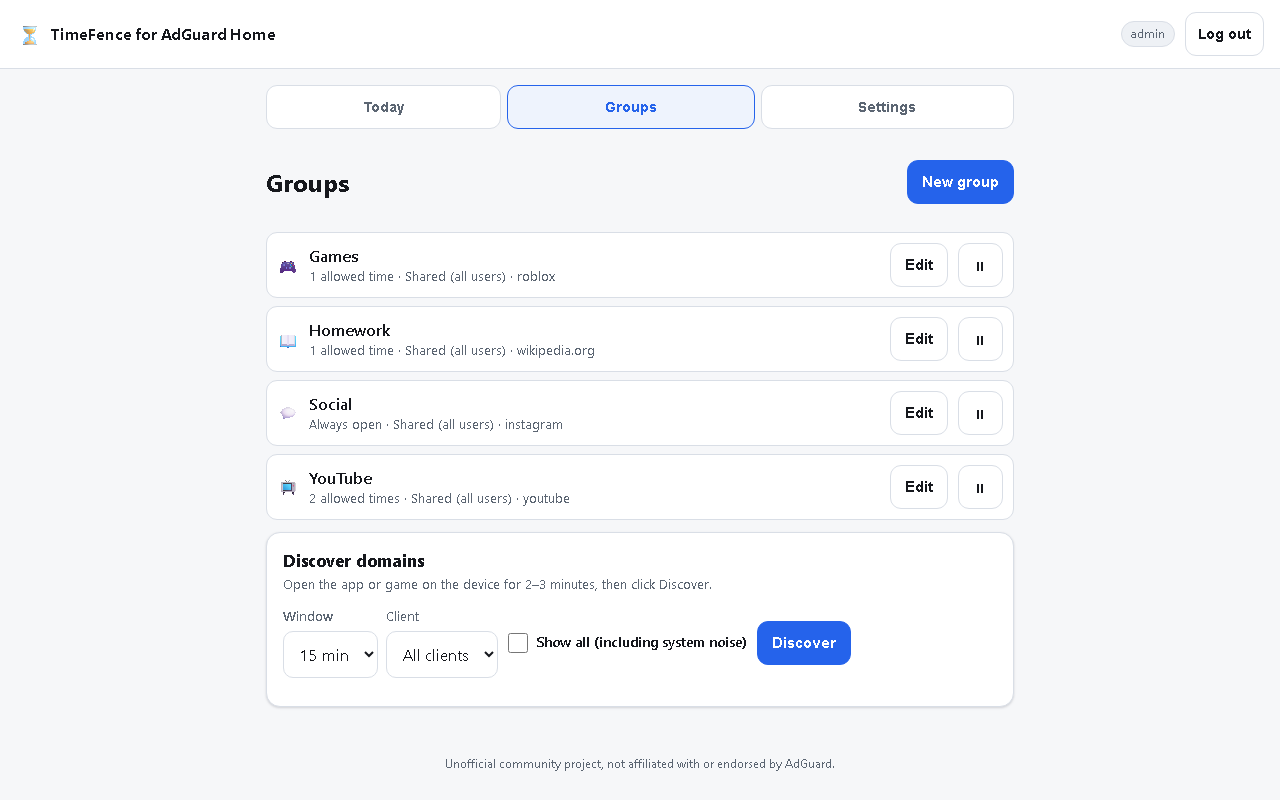 TimeFence for AdGuard Home
admin
Log out
Today
Groups
Settings
Groups
New group
Games
1 allowed time · Shared (all users) · roblox
Edit
Homework
1 allowed time · Shared (all users) · wikipedia.org
Edit
Social
Always open · Shared (all users) · instagram
Edit
YouTube
2 allowed times · Shared (all users) · youtube
Edit
Discover domains
Open the app or game on the device for 2–3 minutes, then click Discover.
Window
Client
15 min
All clients
Show all (including system noise)
Discover
Unofficial community project, not affiliated with or endorsed by AdGuard.